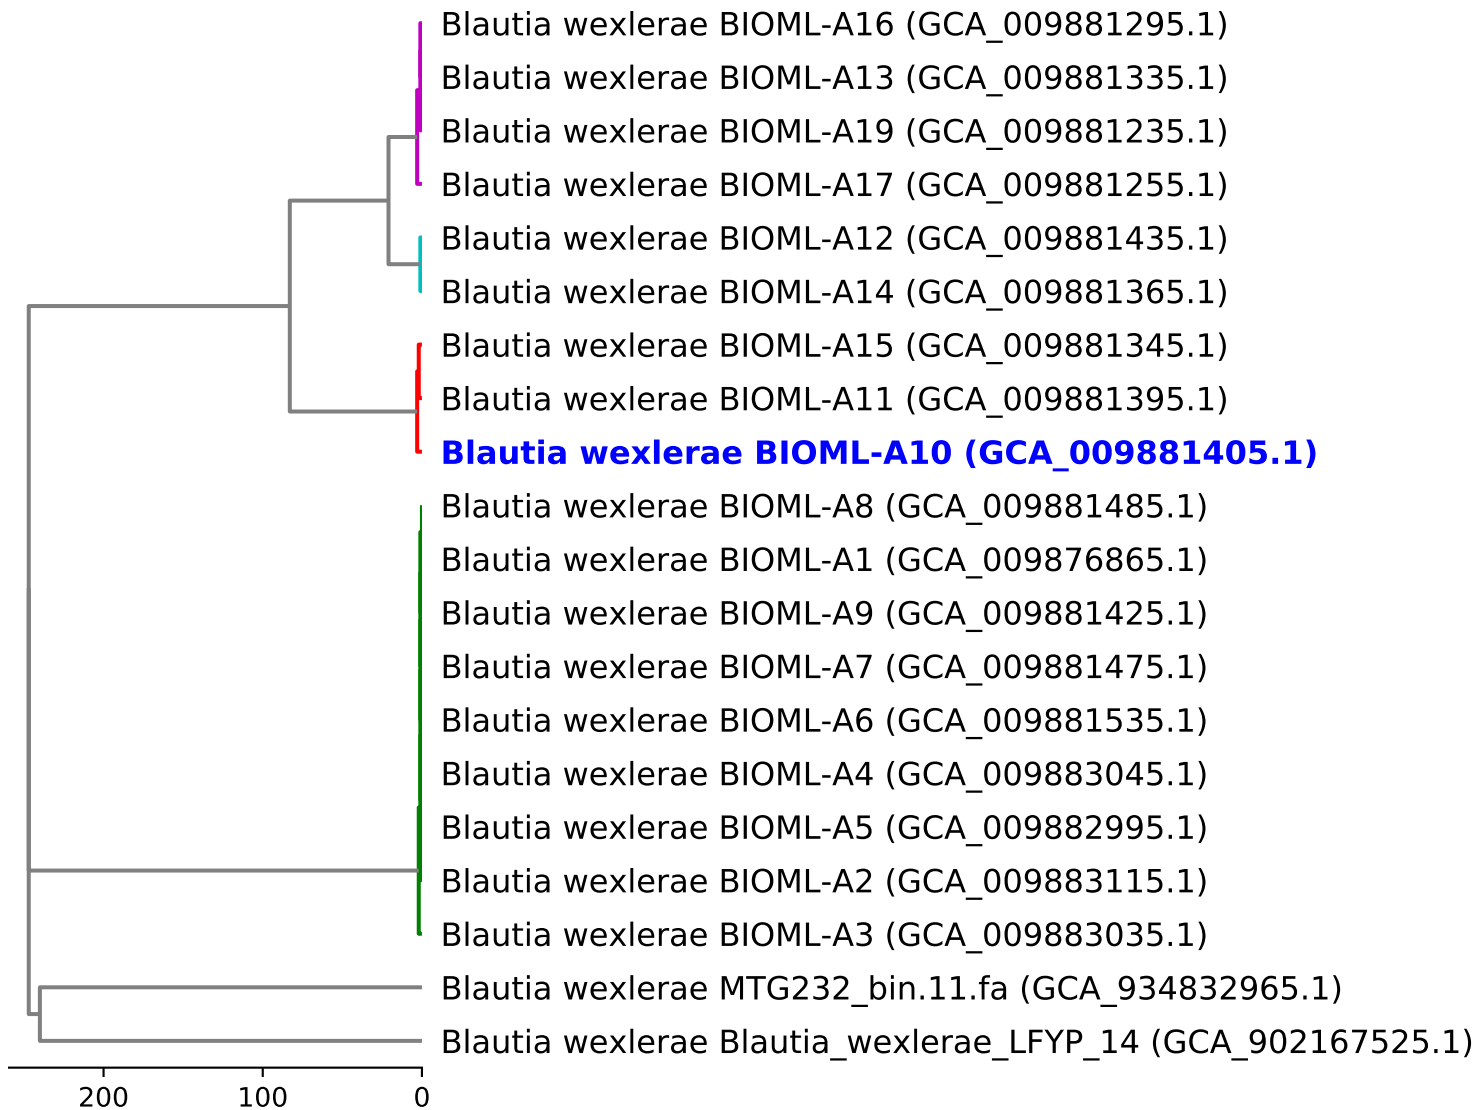 Blautia wexlerae BIOML-A16 (GCA_009881295.1)
Blautia wexlerae BIOML-A13 (GCA_009881335.1)
Blautia wexlerae BIOML-A19 (GCA_009881235.1)
Blautia wexlerae BIOML-A17 (GCA_009881255.1)
Blautia wexlerae BIOML-A12 (GCA_009881435.1)
Blautia wexlerae BIOML-A14 (GCA_009881365.1)
Blautia wexlerae BIOML-A15 (GCA_009881345.1)
Blautia wexlerae BIOML-A11 (GCA_009881395.1)
Blautia wexlerae BIOML-A10 (GCA_009881405.1)
Blautia wexlerae BIOML-A8 (GCA_009881485.1)
Blautia wexlerae BIOML-A1 (GCA_009876865.1)
Blautia wexlerae BIOML-A9 (GCA_009881425.1)
Blautia wexlerae BIOML-A7 (GCA_009881475.1)
Blautia wexlerae BIOML-A6 (GCA_009881535.1)
Blautia wexlerae BIOML-A4 (GCA_009883045.1)
Blautia wexlerae BIOML-A5 (GCA_009882995.1)
Blautia wexlerae BIOML-A2 (GCA_009883115.1)
Blautia wexlerae BIOML-A3 (GCA_009883035.1)
Blautia wexlerae MTG232_bin.11.fa (GCA_934832965.1)
Blautia wexlerae Blautia_wexlerae_LFYP_14 (GCA_902167525.1)
200 100 0